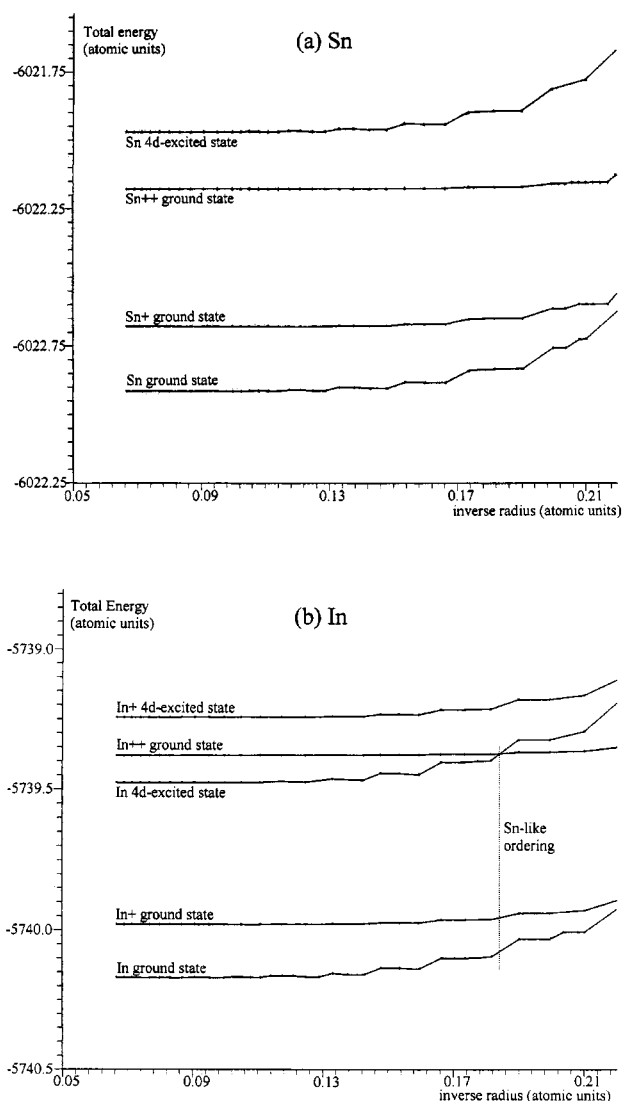 Total energy
(atomic units)
(a) Sn
-6021.75
Sn 4d-excited state
Sn++ ground state
-6022.25
Sn+ ground state
-6022.75
Sn ground state
-6022.25
0.05 0.09 0.13 0.17 0.21
inverse radius (atomic units)
Total Energy
(atomic units)
(b) In
-5739.0
In+ 4d-excited state
In++ ground state
-5739.5
In 4d-excited state
Sn-like
ordering
In+ ground state
-5740.0
In ground state
-5740.5
0.05 0.09 0.13 0.17 0.21
inverse radius (atomic units)